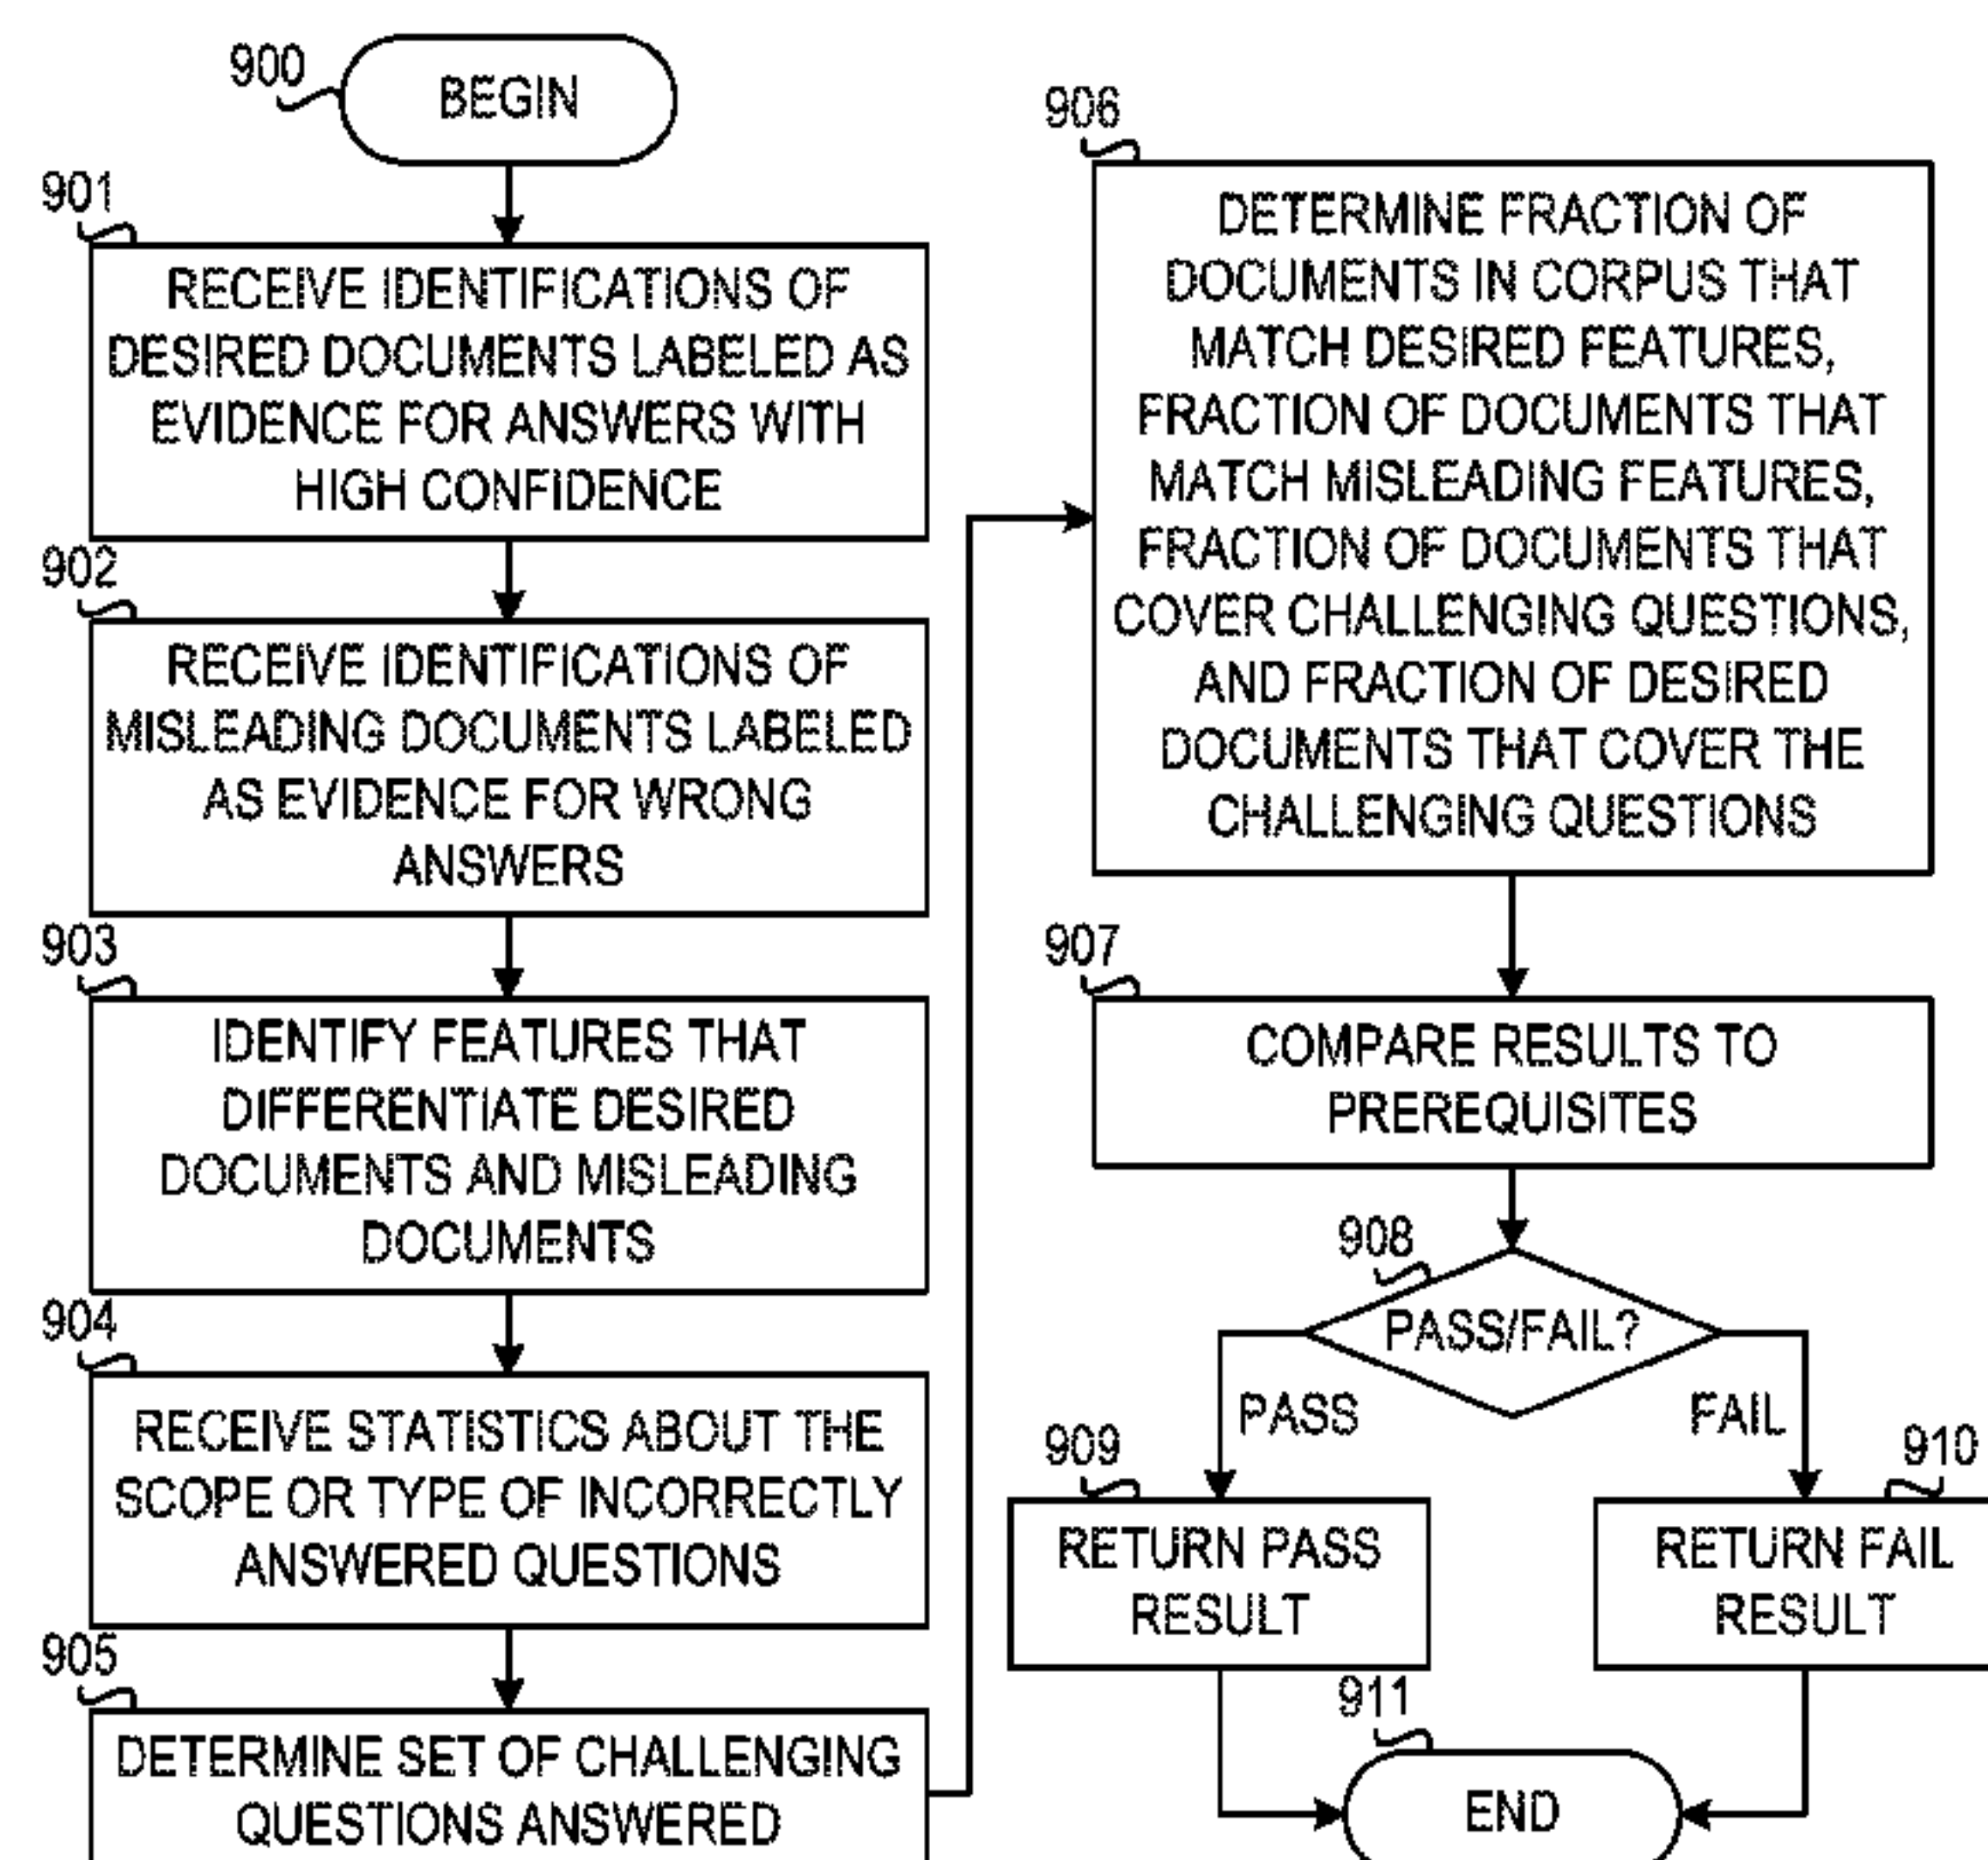 900
BEGIN
901
RECEIVE IDENTIFICATIONS OF
DESIRED DOCUMENTS LABELED AS
EVIDENCE FOR ANSWERS WITH
HIGH CONFIDENCE
902
RECEIVE IDENTIFICATIONS OF
MISLEADING DOCUMENTS LABELED
AS EVIDENCE FOR WRONG
ANSWERS
903
IDENTIFY FEATURES THAT
DIFFERENTIATE DESIRED
DOCUMENTS AND MISLEADING
DOCUMENTS
904
RECEIVE STATISTICS ABOUT THE
SCOPE OR TYPE OF INCORRECTLY
ANSWERED QUESTIONS
905
DETERMINE SET OF CHALLENGING
QUESTIONS ANSWERED
906
DETERMINE FRACTION OF
DOCUMENTS IN CORPUS THAT
MATCH DESIRED FEATURES,
FRACTION OF DOCUMENTS THAT
MATCH MISLEADING FEATURES,
FRACTION OF DOCUMENTS THAT
COVER CHALLENGING QUESTIONS,
AND FRACTION OF DESIRED
DOCUMENTS THAT COVER THE
CHALLENGING QUESTIONS
907
COMPARE RESULTS TO
PREREQUISITES
908
PASS/FAIL?
PASS
FAIL
909
RETURN PASS
RESULT
910
RETURN FAIL
RESULT
911
END